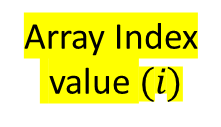 Array Index
value (𝑖)